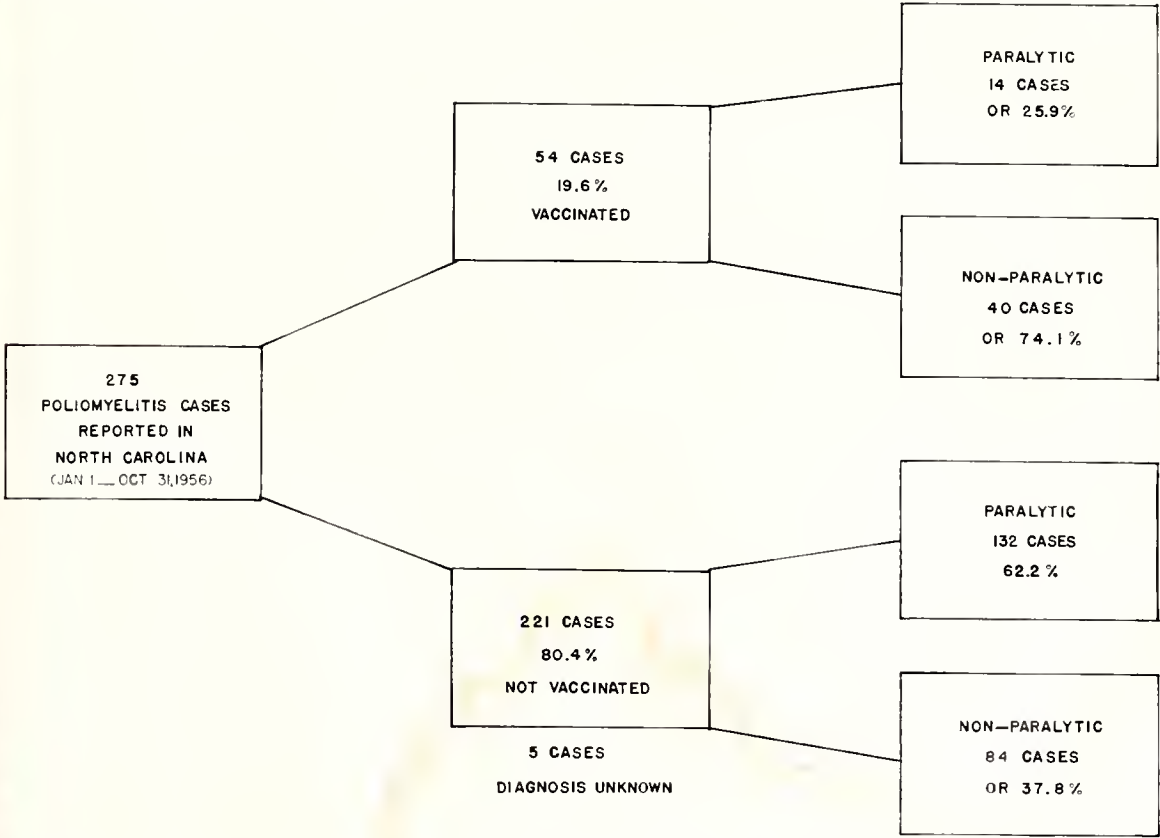 275
POLIOMYELITIS CASES
REPORTED IN
NORTH CAROLINA
(JAN 1 — OCT 31, 1956)
54 CASES
19.6%
VACCINATED
PARALYTIC
14 CASES
OR 25.9%
NON-PARALYTIC
40 CASES
OR 74.1%
221 CASES
80.4%
NOT VACCINATED
5 CASES
DIAGNOSIS UNKNOWN
PARALYTIC
132 CASES
62.2%
NON-PARALYTIC
84 CASES
OR 37.8%